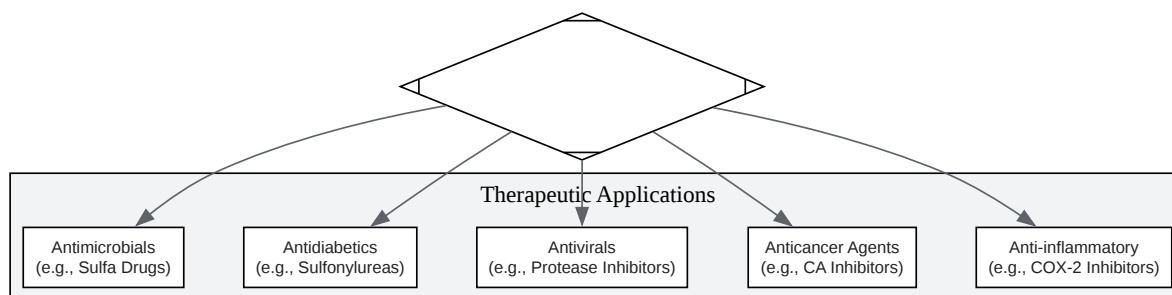 Therapeutic Applications
Antimicrobials
(e.g., Sulfa Drugs)
Antidiabetics
(e.g., Sulfonylureas)
Antivirals
(e.g., Protease Inhibitors)
Anticancer Agents
(e.g., CA Inhibitors)
Anti-inflammatory
(e.g., COX-2 Inhibitors)